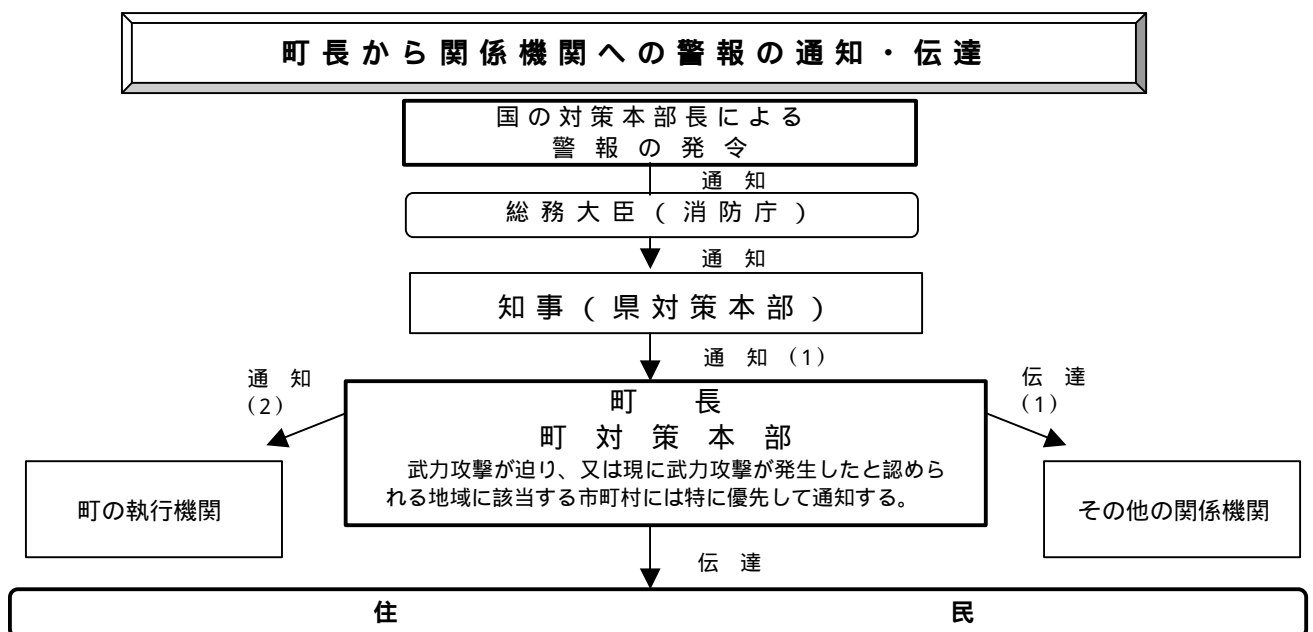 町長から関係機関への警報の通知・伝達
国の対策本部長による
警報の発令
通知
総務大臣(消防庁)
通知
知事(県対策本部)
通知(1)
通知
(2)
伝達
(1)
町長
町対策本部
武力攻撃が迫り、又は現に武力攻撃が発生したと認めら
れる地域に該当する市町村には特に優先して通知する。
町の執行機関
その他の関係機関
伝達
住民